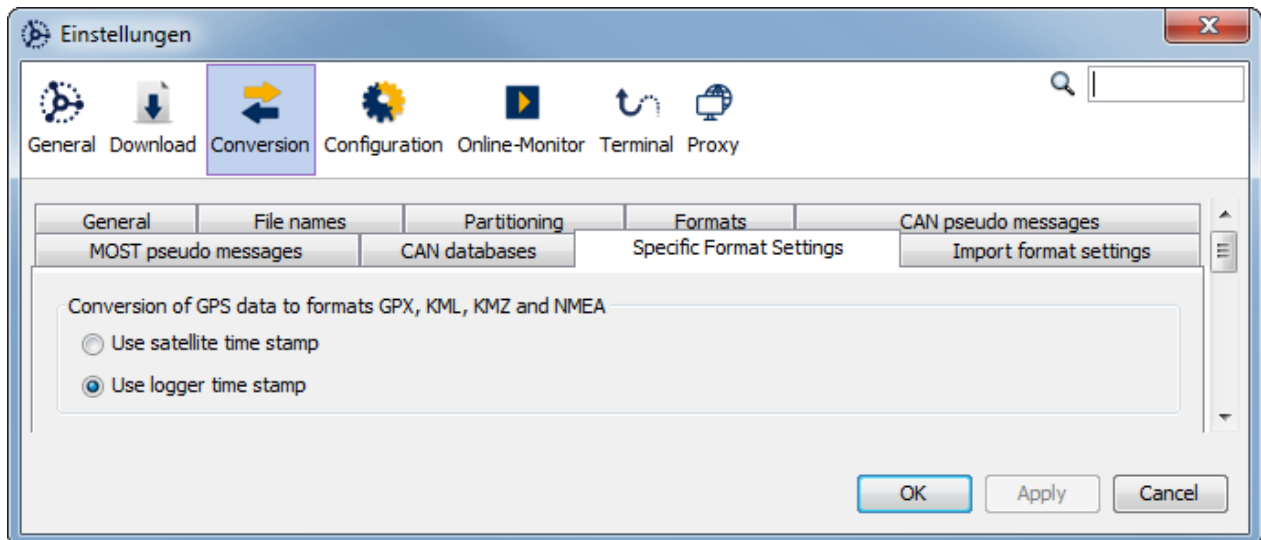 Einstellungen
General Download Conversion Configuration Online-Monitor Terminal Proxy
General File names Partitioning Formats CAN pseudo messages
MOST pseudo messages CAN databases Specific Format Settings Import format settings
Conversion of GPS data to formats GPX, KML, KMZ and NMEA
Use satellite time stamp
Use logger time stamp
OK Apply Cancel